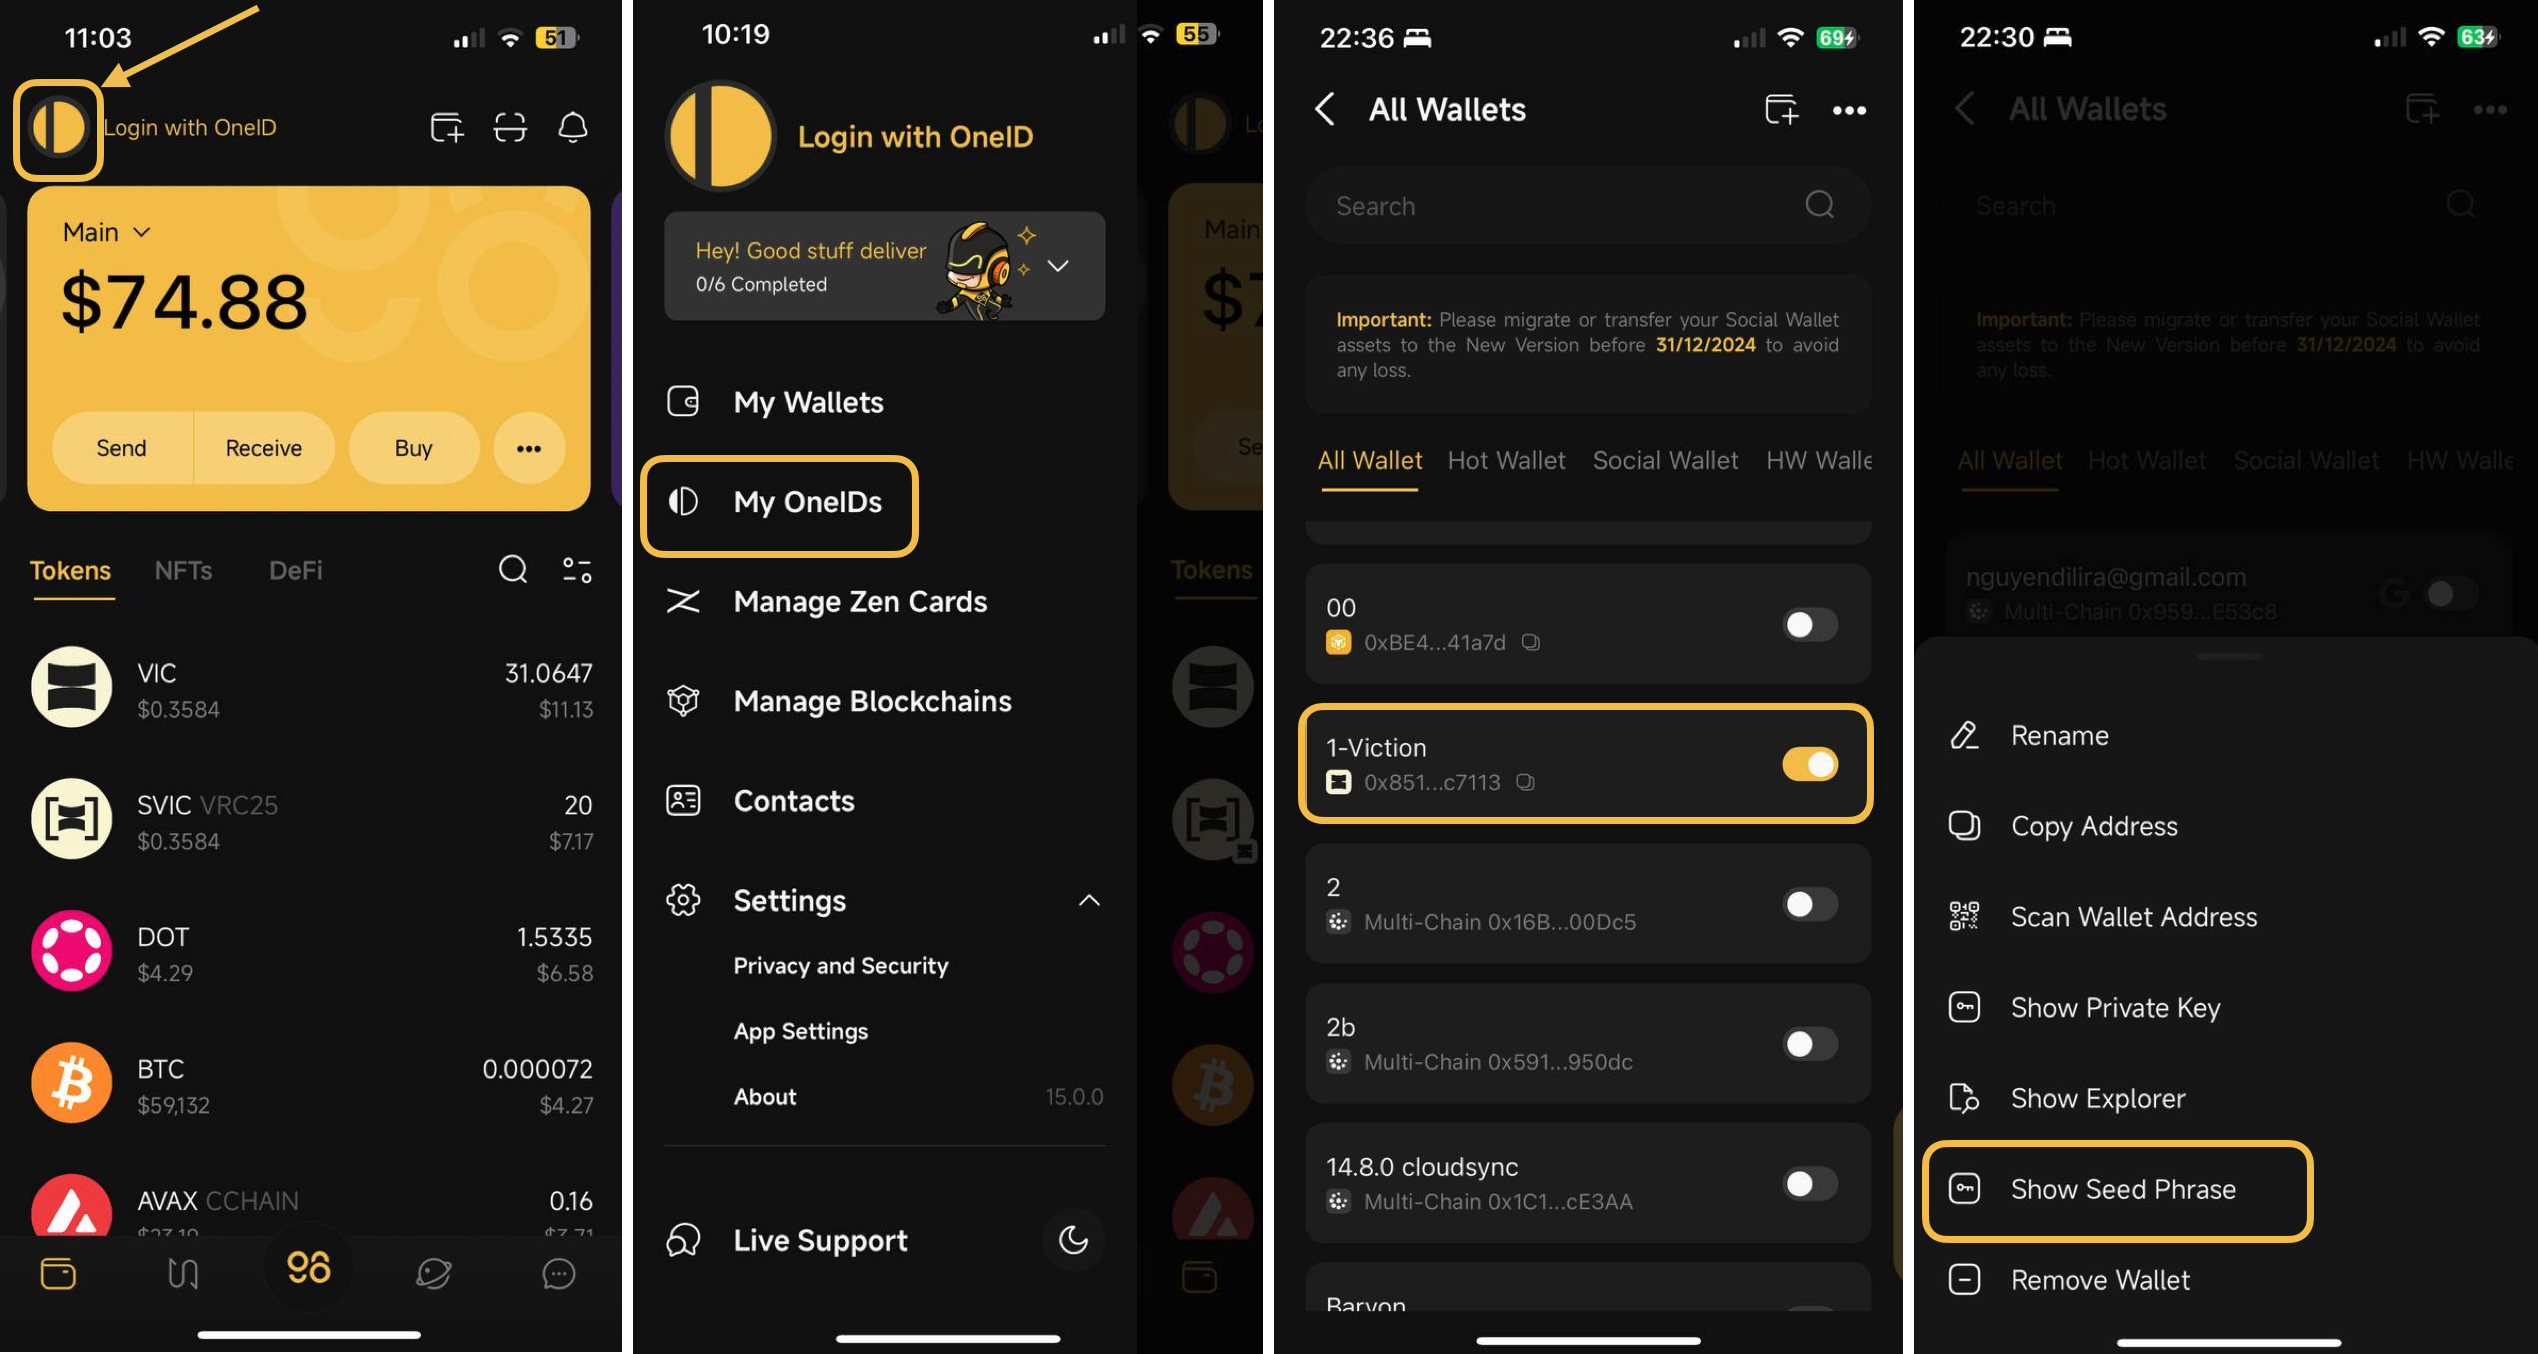 11:03
51
Login with OneID
Main
$74.88
Send
Receive
Buy
Tokens
NFTs
DeFi
VIC
31.0647
$0.3584
$11.13
SVIC VRC25
20
$0.3584
$7.17
DOT
1.5335
$4.29
$6.58
BTC
0.000072
$59,132
$4.27
AVAX CCHAIN
0.16
10:19
55
Login with OneID
Hey! Good stuff deliver
0/6 Completed
My Wallets
My OneIDs
Manage Zen Cards
Manage Blockchains
Contacts
Settings
Privacy and Security
App Settings
About
15.0.0
Live Support
Main
Tokens
22:36
69
All Wallets
Search
Important: Please migrate or transfer your Social Wallet
assets to the New Version before 31/12/2024 to avoid
any loss.
All Wallet
Hot Wallet
Social Wallet
HW Walle
00
0xBE4...41a7d
1-Viction
0x851...c7113
2
Multi-Chain 0x16B...00Dc5
2b
Multi-Chain 0x591...950dc
14.8.0 cloudsync
Multi-Chain 0x1C1...cE3AA
22:30
63
All Wallets
Search
Important: Please migrate or transfer your Social Wallet
assets to the New Version before 31/12/2024 to avoid
any loss.
All Wallet
Hot Wallet
Social Wallet
HW Walle
nguyendilira@gmail.com
Multi-Chain 0x959...E53c8
Rename
Copy Address
Scan Wallet Address
Show Private Key
Show Explorer
Show Seed Phrase
Remove Wallet